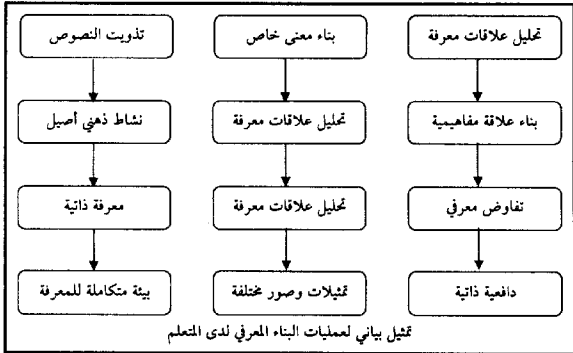 تحليل علاقات معرفة
بناء معنى خاص
تذويت النصوص
بناء علاقة مفاهيمية
تحليل علاقات معرفة
نشاط ذهني أصيل
تفاوض معرفي
تحليل علاقات معرفة
معرفة ذاتية
دافعية ذاتية
تمثيلات وصور مختلفة
بيئة متكاملة للمعرفة
تمثيل بياني لعمليات البناء المعرفي لدى المتعلم